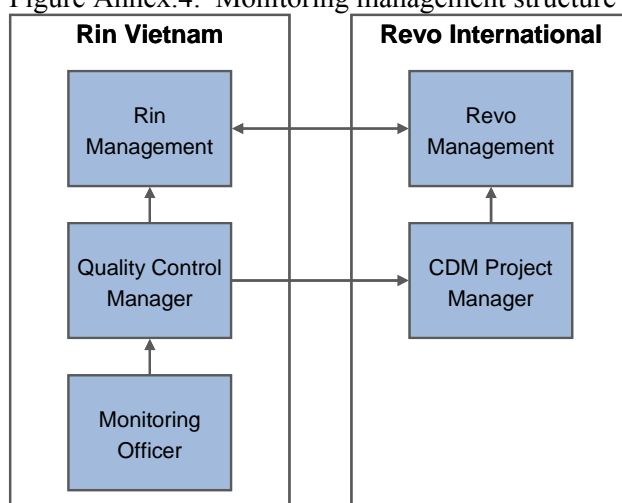 Figure Annex.4: Monitoring management structure
Rin Vietnam
Revo International
Rin
Management
Revo
Management
Quality Control
Manager
CDM Project
Manager
Monitoring
Officer